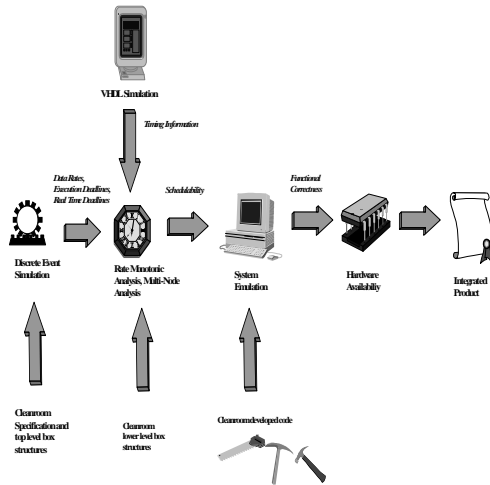 VHDL Simulation
Timing Information
Data Rates,
Execution Deadlines,
Real Time Deadlines
Schedulability
Functional
Correctness
Discrete Event
Simulation
Rate Monotonic
Analysis, Multi-Node
Analysis
System
Emulation
Hardware
Availability
Integrated
Product
Cleanroom
Specification and
top level box
structures
Cleanroom
lower level box
structures
Cleanroom developed code